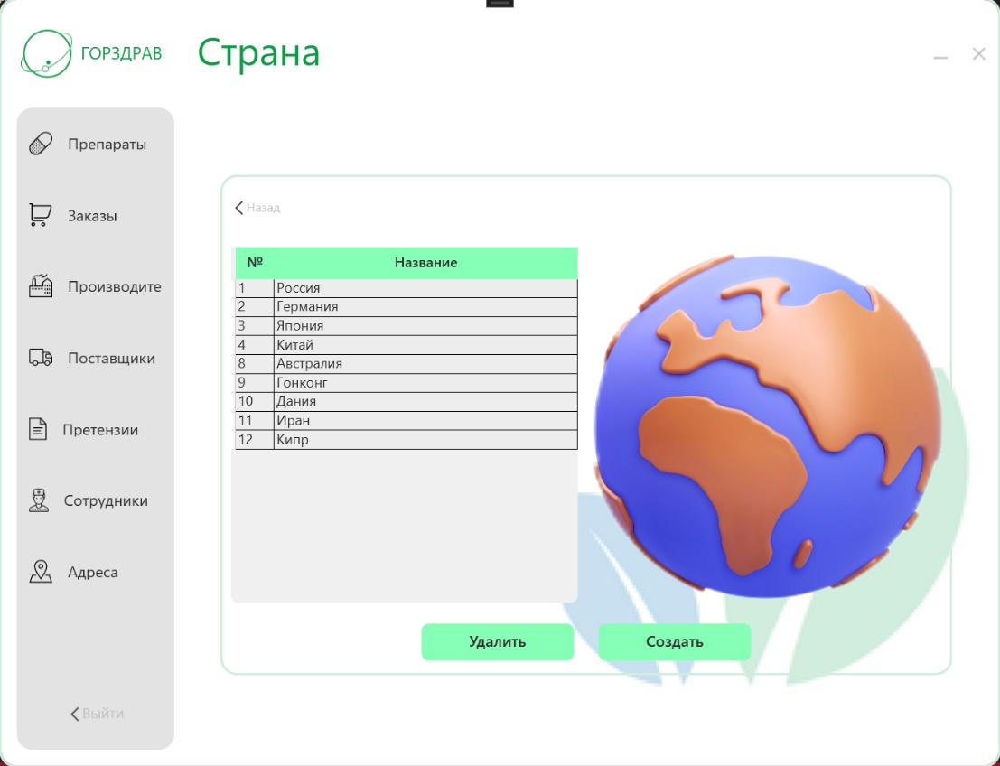 ГОРЗДРАВ
Страна
Препараты
Заказы
Производите
Поставщики
Претензии
Сотрудники
Адреса
Выйти
Назад
№ Название
1 Россия
2 Германия
3 Япония
4 Китай
8 Австралия
9 Гонконг
10 Дания
11 Иран
12 Кипр
Удалить Создать